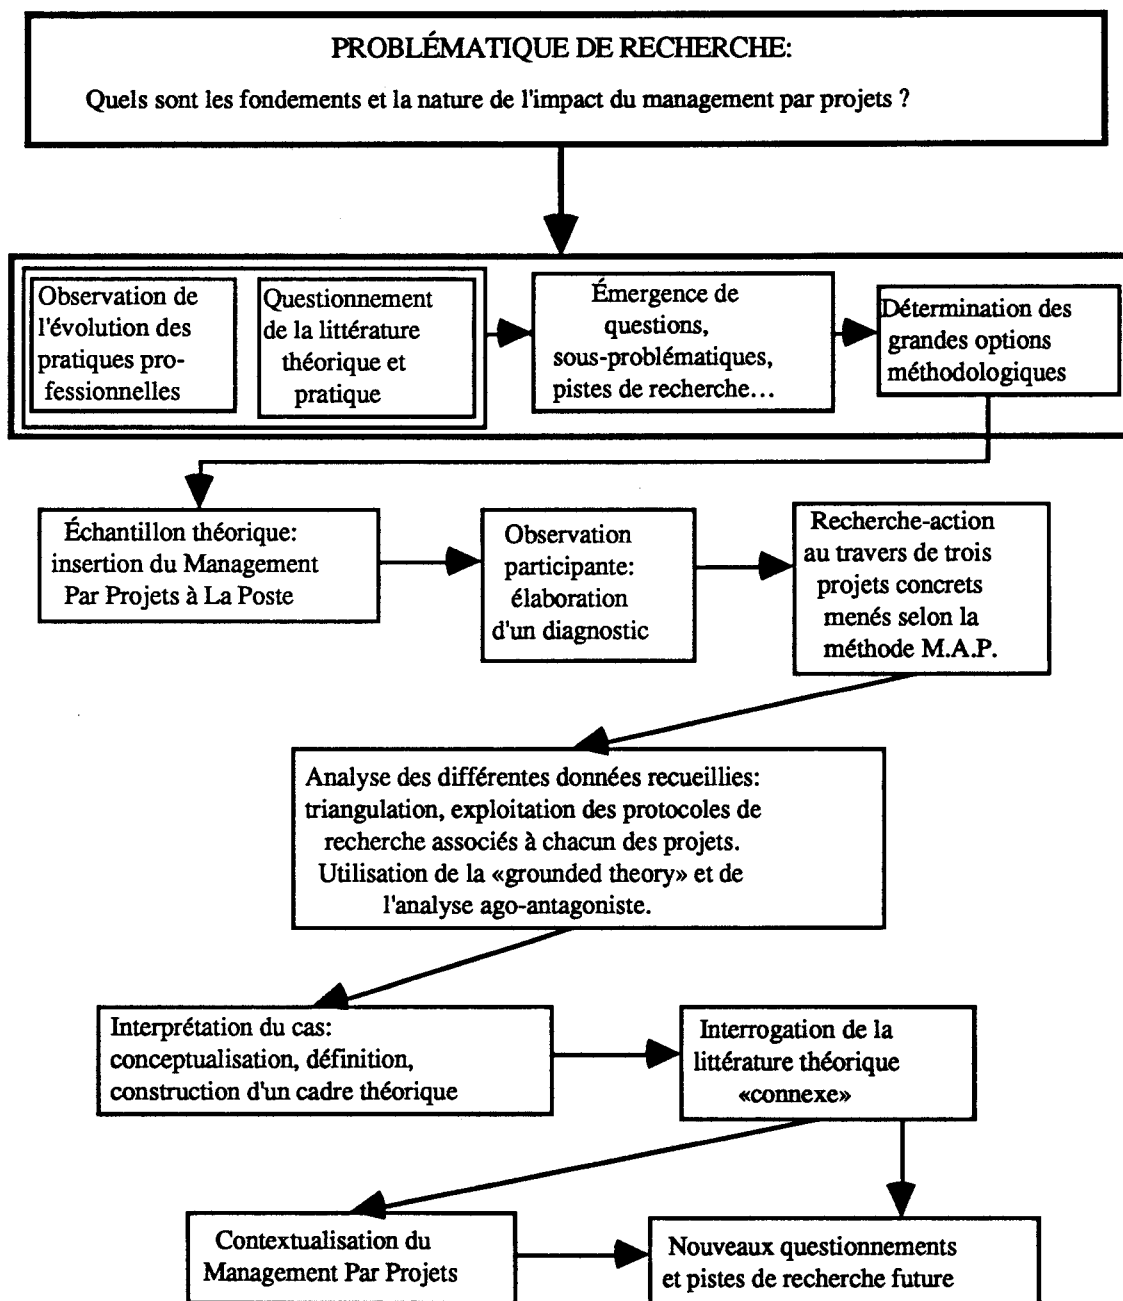 PROBLÉMATIQUE DE RECHERCHE:
Quels sont les fondements et la nature de l'impact du management par projets ?
Observation de
l'évolution des
pratiques pro-
fessionnelles
Questionnement
de la littérature
théorique et
pratique
Émergence de
questions,
sous-problématiques,
pistes de recherche…
Détermination des
grandes options
méthodologiques
Échantillon théorique:
insertion du Management
Par Projets à La Poste
Observation
participante:
élaboration
d'un diagnostic
Recherche-action
au travers de trois
projets concrets
menés selon la
méthode M.A.P.
Analyse des différentes données recueillies:
triangulation, exploitation des protocoles de
recherche associés à chacun des projets.
Utilisation de la «grounded theory» et de
l'analyse ago-antagoniste.
Interprétation du cas:
conceptualisation, définition,
construction d'un cadre théorique
Interrogation de la
littérature théorique
«connexe»
Contextualisation du
Management Par Projets
Nouveaux questionnements
et pistes de recherche future